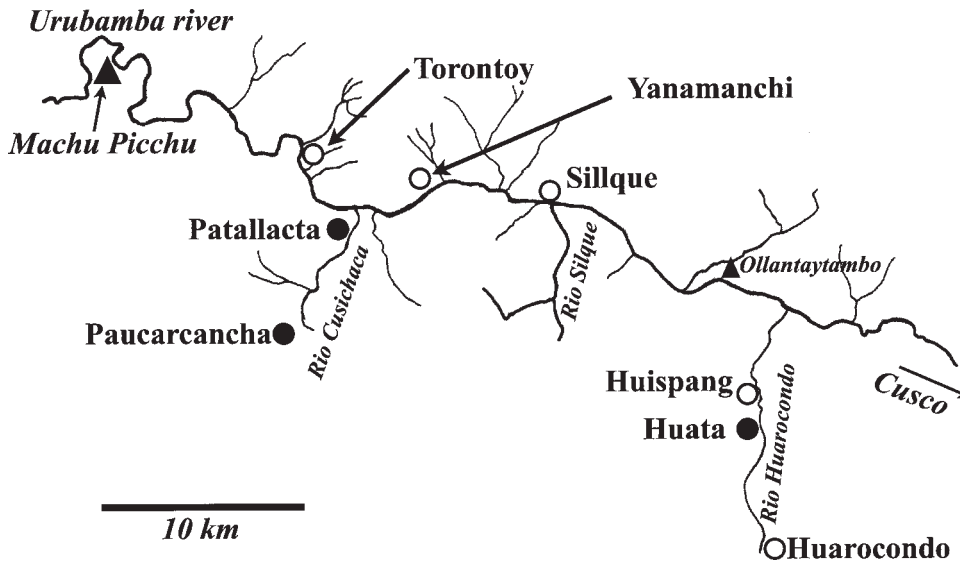 Urubamba river
Torontoy
Yanamanchi
Machu Picchu
Sillque
Patallacta
Ollantaytambo
Rio Cusichaca
Rio Silque
Paucarcancha
Huispang
Cusco
Huata
Rio Huarocondo
10 km
Huarocondo